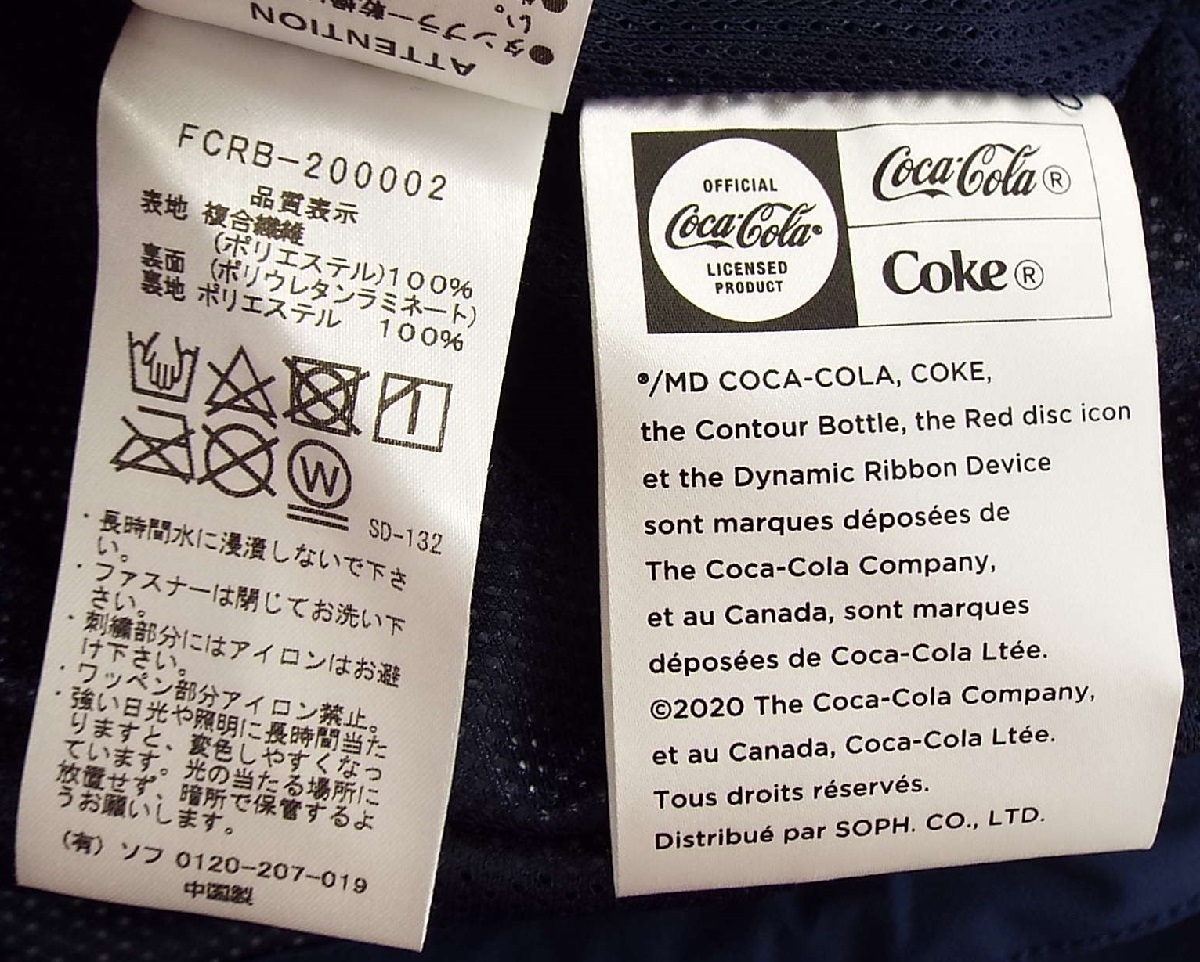 い。
●タンブラー乾燥
ATTENTION
FCRB-200002
品質表示
表地 複合繊維
(ポリエステル)100%
裏面 (ポリウレタンラミネート)
裏地 ポリエステル 100%
W
SD-132
・長時間水に浸漬しないで下さ
い。
・ファスナーは閉じてお洗い下
さい。
・刺繍部分にはアイロンはお避
け下さい。
・ワッペン部分アイロン禁止。
・強い日光や照明に長時間当た
りますと、変色しやすくなっ
ています。光の当たる場所に
放置せず、暗所で保管するよ
うお願いします。
(有) ソフ 0120-207-019
中国製
OFFICIAL
Coca-Cola®
LICENSED
PRODUCT
Coca-Cola®
Coke®
®/MD COCA-COLA, COKE,
the Contour Bottle, the Red disc icon
et the Dynamic Ribbon Device
sont marques déposées de
The Coca-Cola Company,
et au Canada, sont marques
déposées de Coca-Cola Ltée.
©2020 The Coca-Cola Company,
et au Canada, Coca-Cola Ltée.
Tous droits réservés.
Distribué par SOPH. CO., LTD.